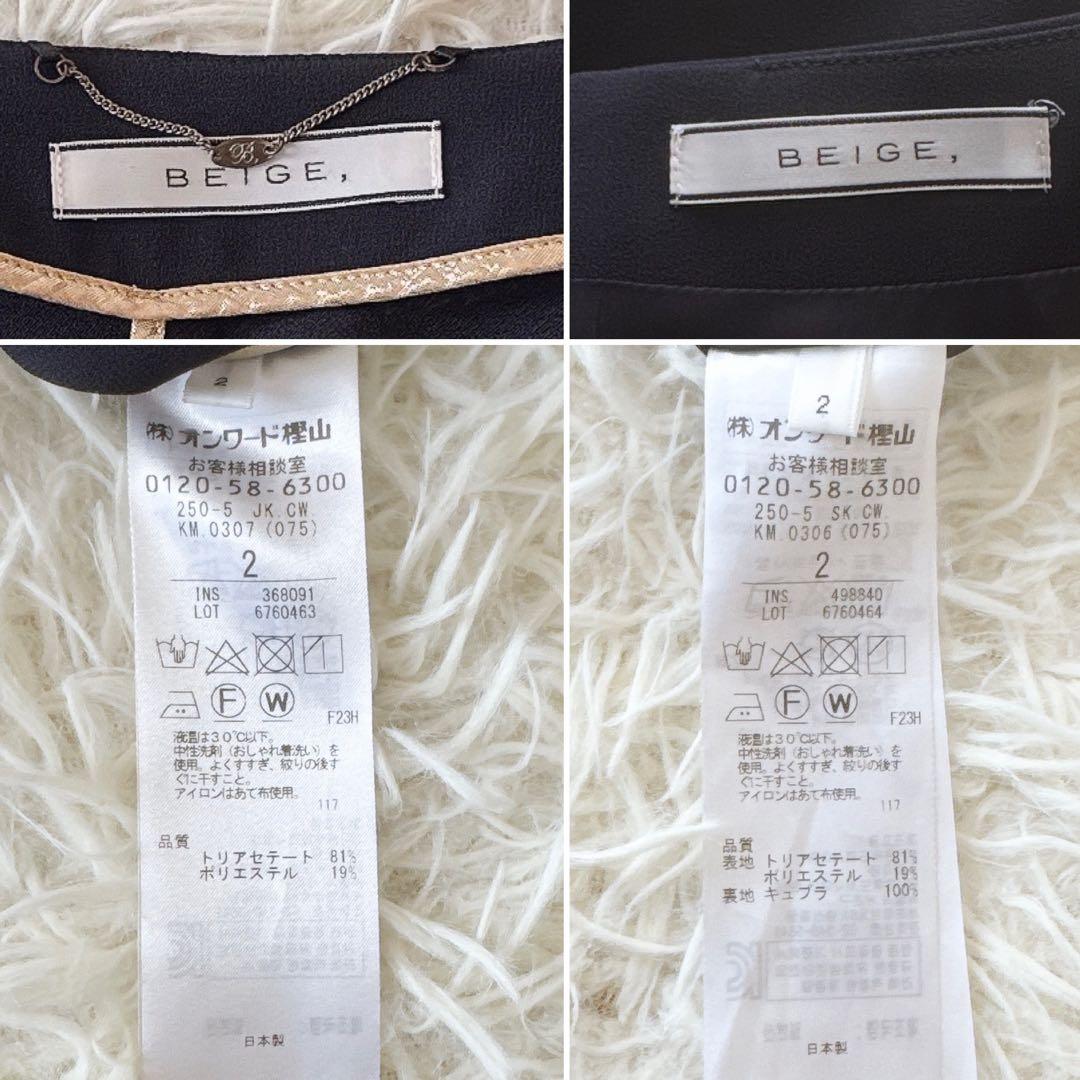 B
BEIGE,
BEIGE,
2
(株)オンワード樫山
お客様相談室
0120-58-6300
250-5 JK.CW.
KM.0307 (075)
2
INS 368091
LOT 6760463
F W
F23H
液温は30℃以下。
中性洗剤(おしゃれ着洗い)を
使用。よくすすぎ、絞りの後す
ぐに干すこと。
アイロンはあて布使用。
117
品質
トリアセテート 81%
ポリエステル 19%
日本製
2
(株)オンワード樫山
お客様相談室
0120-58-6300
250-5 SK.CW.
KM.0306 (075)
2
INS 498840
LOT 6760464
F W
F23H
液温は30℃以下。
中性洗剤(おしゃれ着洗い)を
使用。よくすすぎ、絞りの後す
ぐに干すこと。
アイロンはあて布使用。
117
品質
表地 トリアセテート 81%
ポリエステル 19%
裏地 キュプラ 100%
日本製